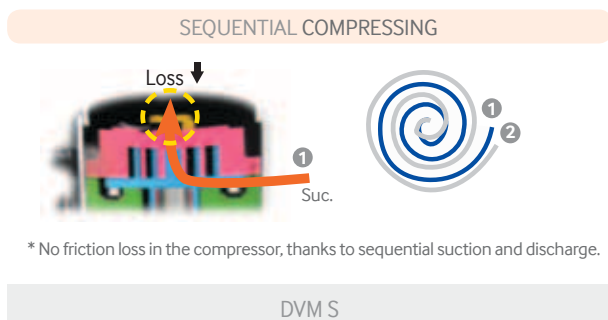 SEQUENTIAL COMPRESSING
Loss
1
1
2
Suc.
* No friction loss in the compressor, thanks to sequential suction and discharge.
DVM S